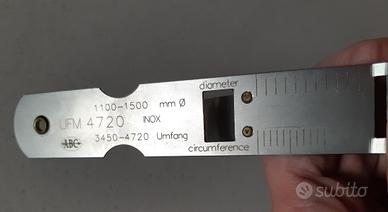 diameter
1100-1500 mm Ø
UFM 4720 INOX
ABC 3450-4720 Umfang
circumference
subito